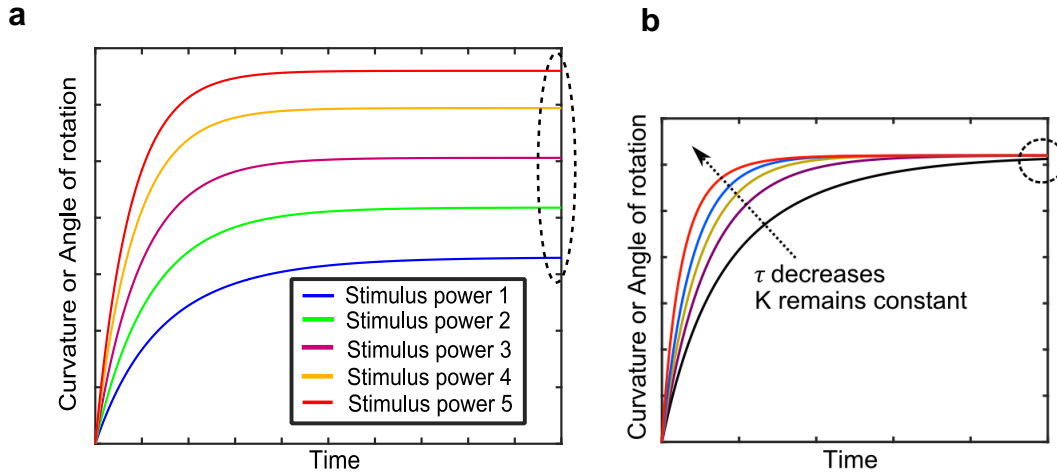 a
Curvature or Angle of rotation
Stimulus power 1
Stimulus power 2
Stimulus power 3
Stimulus power 4
Stimulus power 5
Time
b
Curvature or Angle of rotation
τ decreases
K remains constant
Time